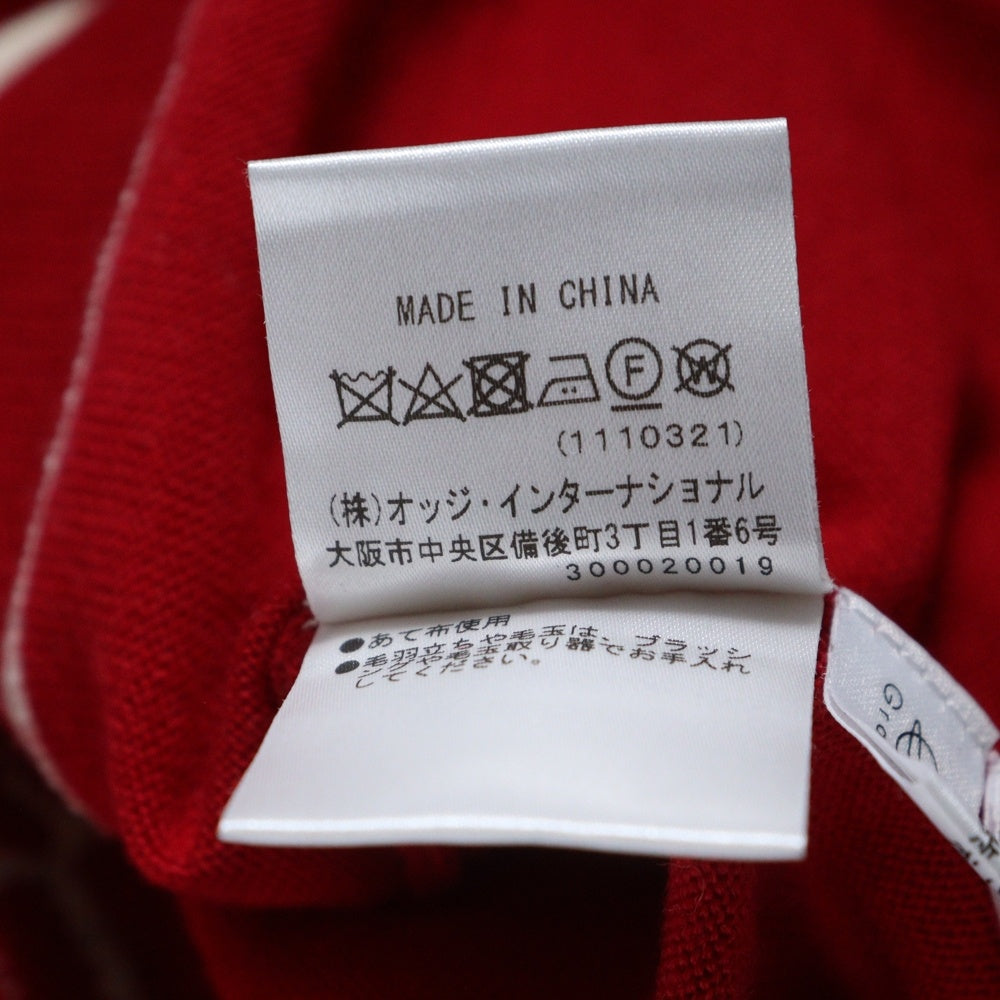 MADE IN CHINA
F W
(1110321)
(株)オッジ・インターナショナル
大阪市中央区備後町3丁目1番6号
300020019
●あて布使用
●毛羽立ちや毛玉は、ブラッシ
ングや毛玉取り器でお手入れ
してください。
Gro